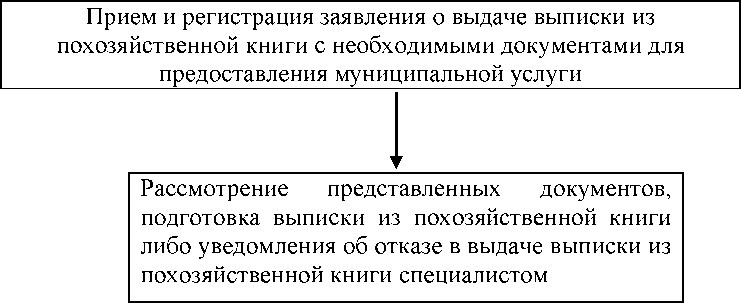 Прием и регистрация заявления о выдаче выписки из
похозяйственной книги с необходимыми документами для
предоставления муниципальной услуги
Рассмотрение представленных документов,
подготовка выписки из похозяйственной книги
либо уведомления об отказе в выдаче выписки из
похозяйственной книги специалистом